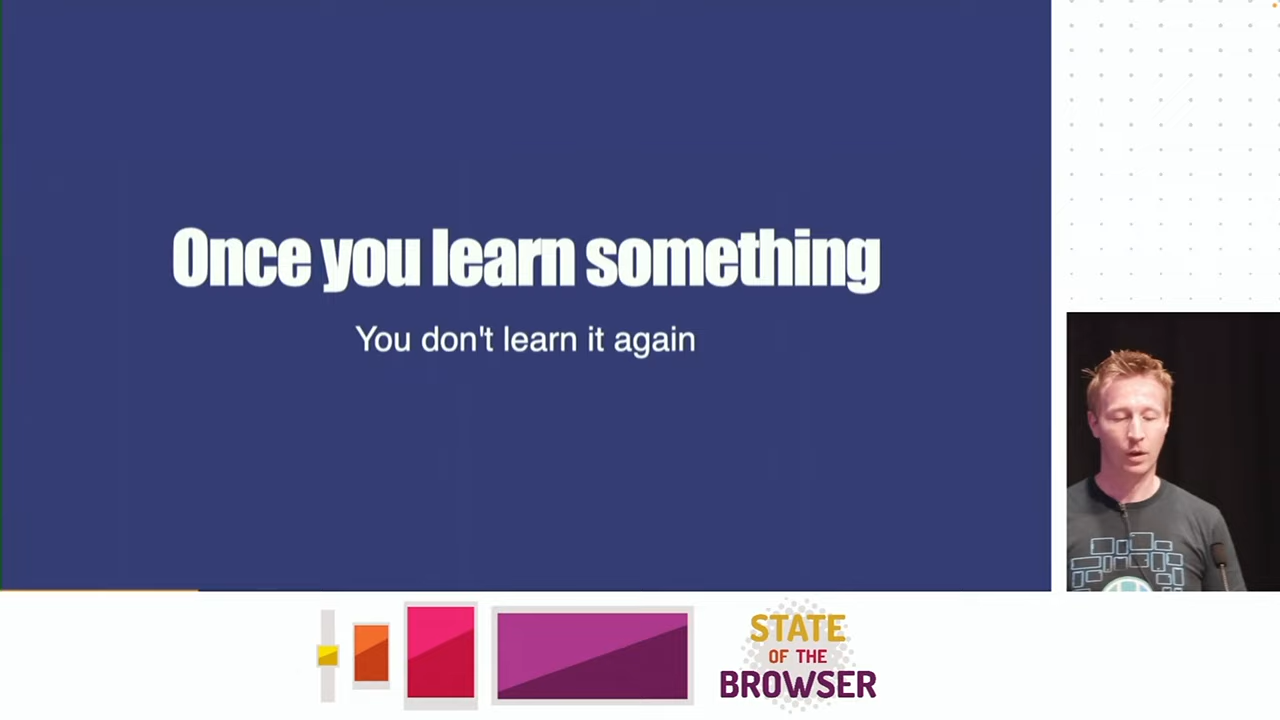 Once you learn something
You don't learn it again
STATE
OF THE
BROWSER